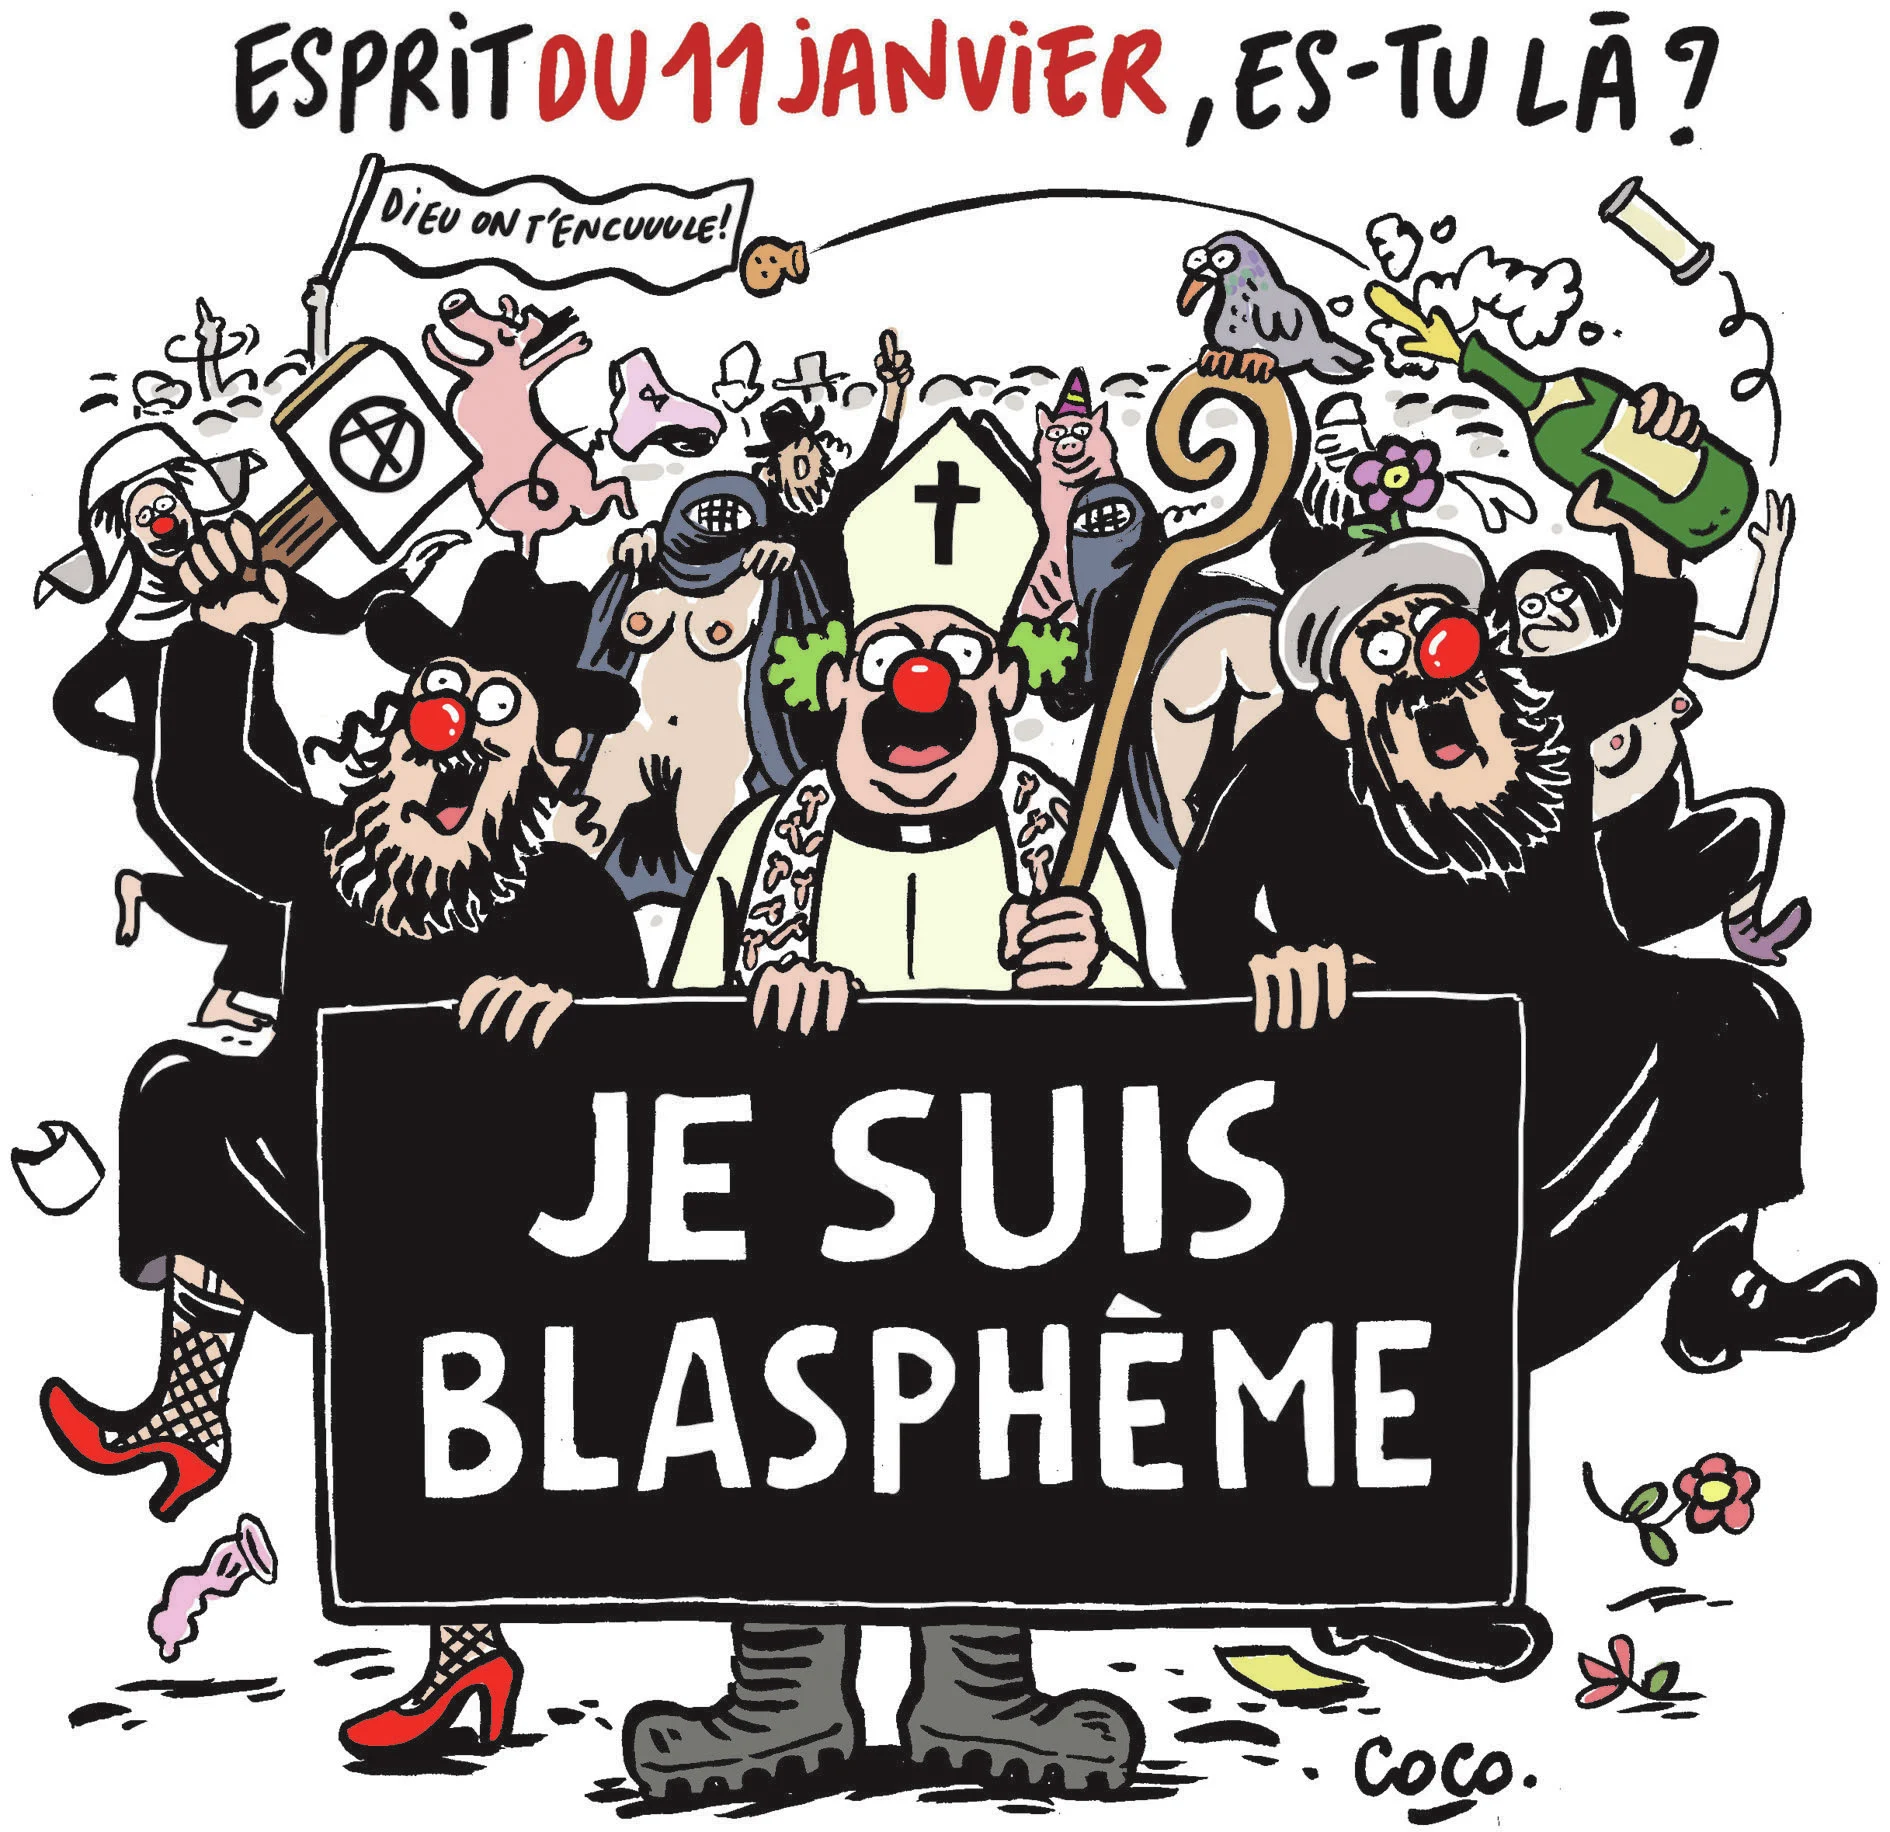 ESPRiT DU 11 jANViER, ES-TU LÀ ?
DiEU ON T'ENCUUULE!
JE SUIS
BLASPHÈME
COCO.